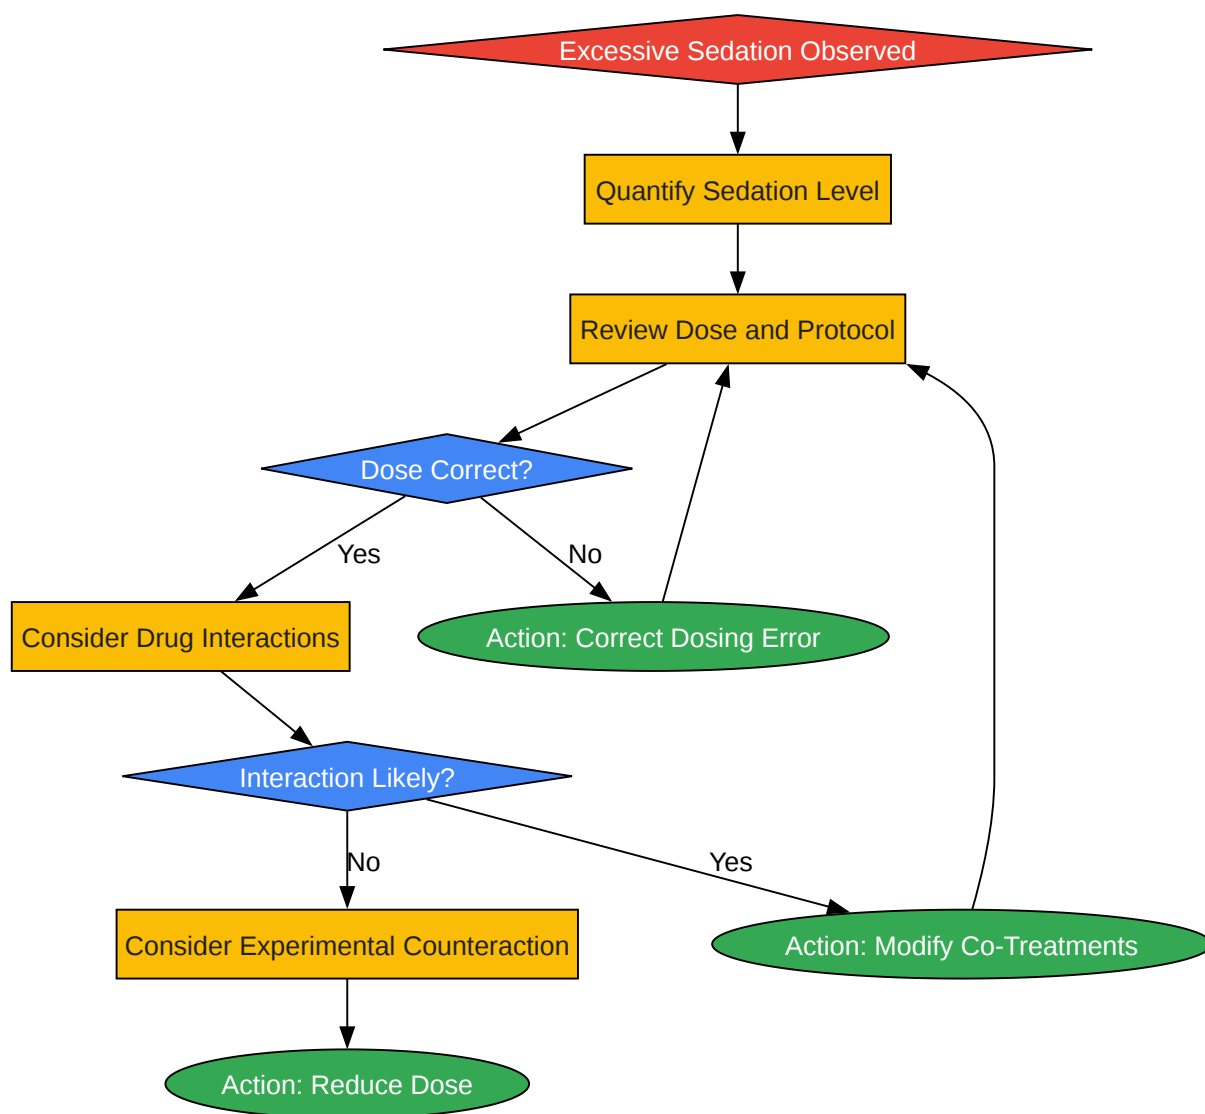 Excessive Sedation Observed
Quantify Sedation Level
Review Dose and Protocol
Dose Correct?
Yes
No
Consider Drug Interactions
Action: Correct Dosing Error
Interaction Likely?
No
Yes
Consider Experimental Counteraction
Action: Modify Co-Treatments
Action: Reduce Dose